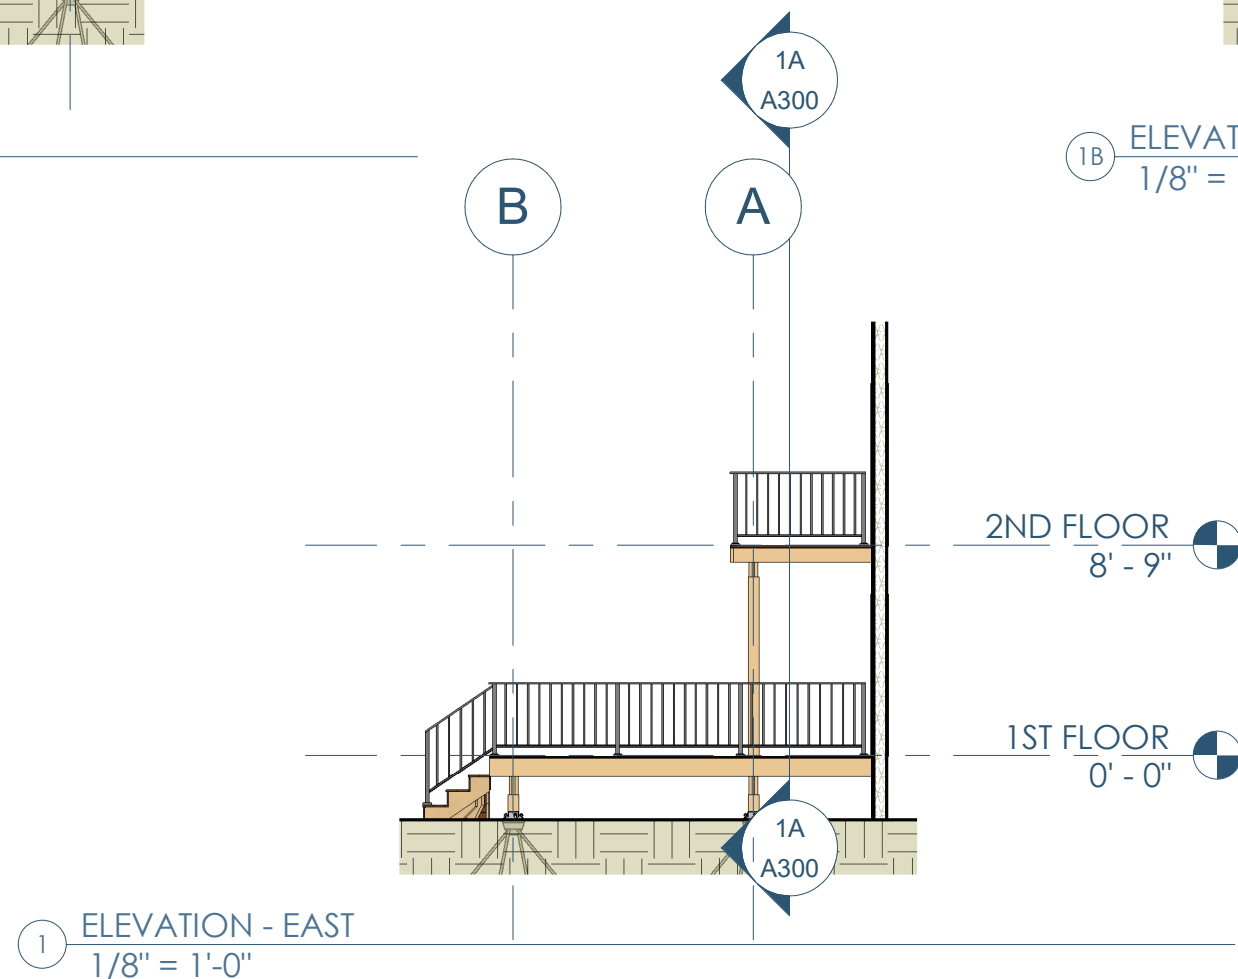 1A
A300
1B
ELEVAT
1/8" =
B
A
2ND FLOOR
8' - 9"
1ST FLOOR
0' - 0"
1A
A300
1
ELEVATION - EAST
1/8" = 1'-0"